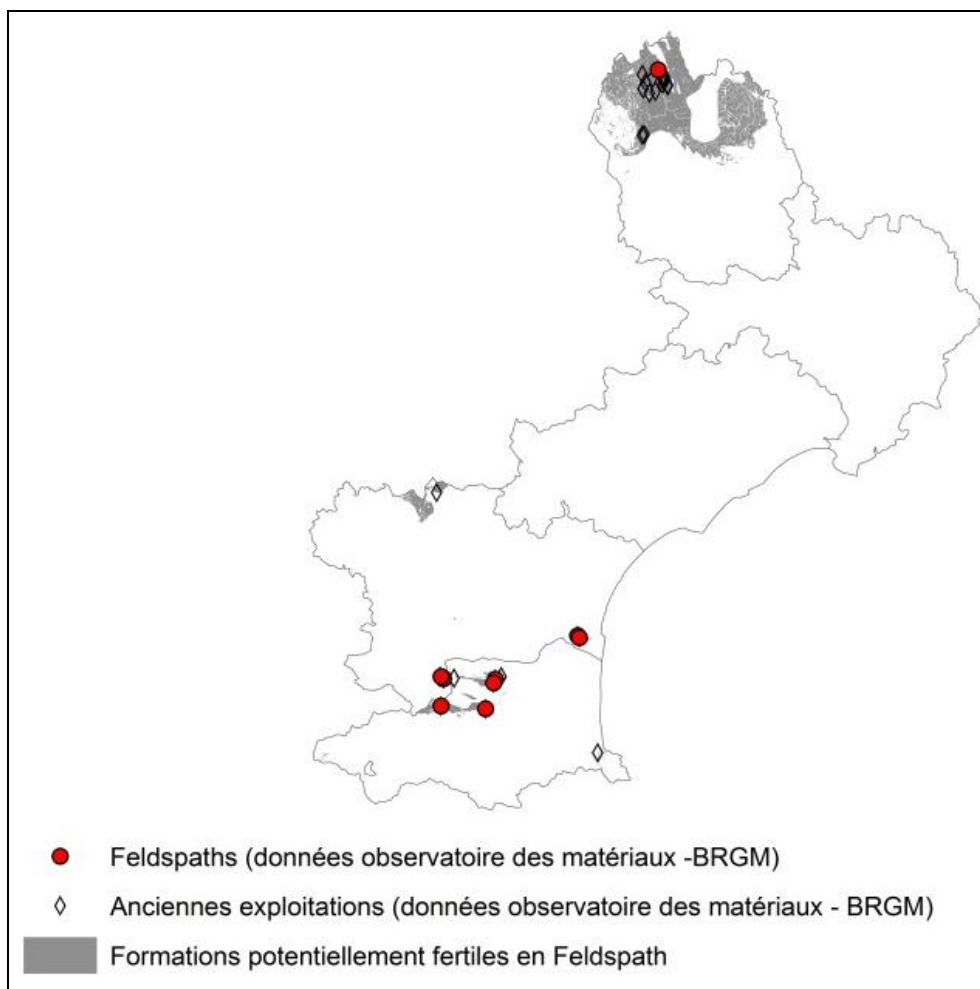 Feldspaths (données observatoire des matériaux -BRGM)
Anciennes exploitations (données observatoire des matériaux - BRGM)
Formations potentiellement fertiles en Feldspath